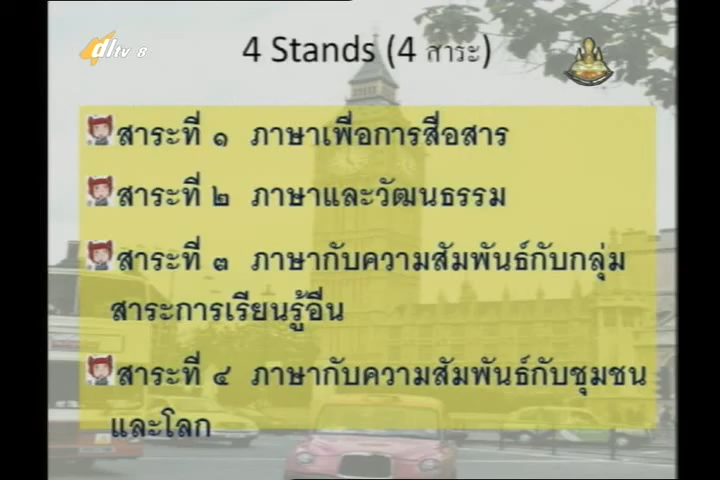 dltv 8
4 Stands (4 สาระ)
สาระที่ ๑ ภาษาเพื่อการสื่อสาร
สาระที่ ๒ ภาษาและวัฒนธรรม
สาระที่ ๓ ภาษากับความสัมพันธ์กับกลุ่ม
สาระการเรียนรู้อื่น
สาระที่ ๔ ภาษากับความสัมพันธ์กับชุมชน
และโลก